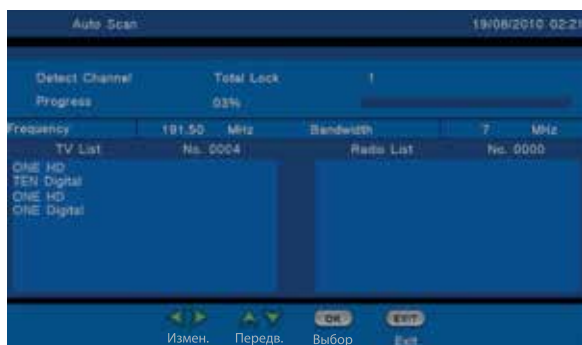 Auto Scan 19/08/2010 02:21
Detect Channel Total Lock 1
Progress 03%
Frequency 191.50 MHz Bandwidth 7 MHz
TV List No. 0004 Radio List No. 0000
ONE HD
TEN Digital
ONE HD
ONE Digital
OK EXIT
Измен. Передв. Выбор Exit